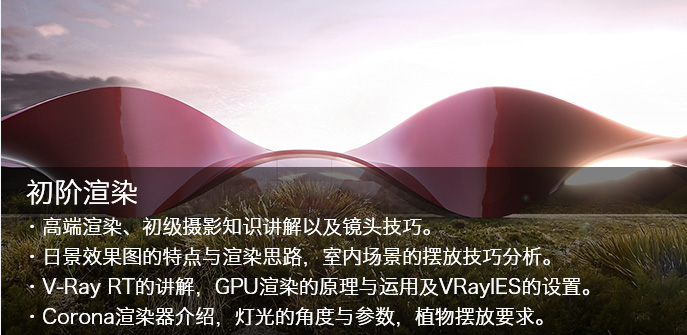 初阶渲染
· 高端渲染、初级摄影知识讲解以及镜头技巧。
· 日景效果图的特点与渲染思路，室内场景的摆放技巧分析。
· V-Ray RT的讲解，GPU渲染的原理与运用及VRayIES的设置。
· Corona渲染器介绍，灯光的角度与参数，植物摆放要求。